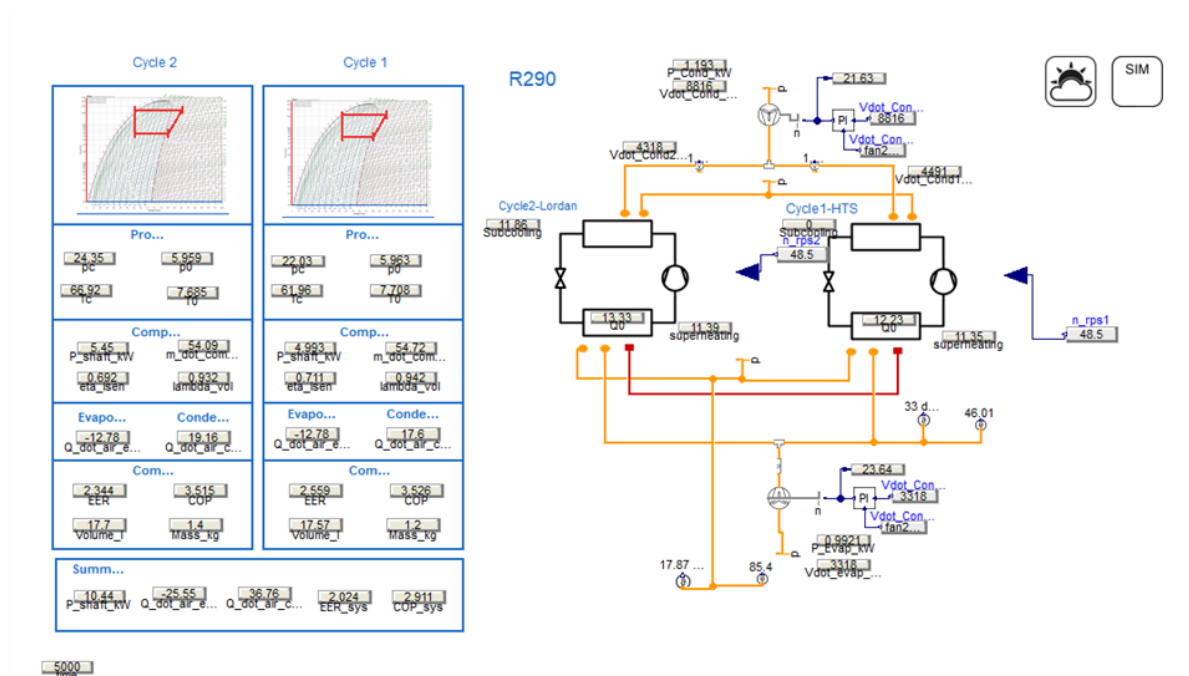 Cycle 2
Cycle 1
R290
SIM
Pro...
24.35
pc
5.959
p0
66.92
Tc
7.685
T0
Pro...
22.03
pc
5.963
p0
61.96
Tc
7.708
T0
Comp...
5.45
P_shaft_kW
54.09
m_dot_com...
0.692
eta_isen
0.932
lambda_vol
Comp...
4.993
P_shaft_kW
54.72
m_dot_com...
0.711
eta_isen
0.942
lambda_vol
Evapo...
Conde...
-12.78
Q_dot_air_e...
19.16
Q_dot_air_c...
Evapo...
Conde...
-12.78
Q_dot_air_e...
17.6
Q_dot_air_c...
Com...
2.344
EER
3.515
COP
17.7
Volume_l
1.4
Mass_kg
Com...
2.559
EER
3.526
COP
17.57
Volume_l
1.2
Mass_kg
Summ...
10.44
P_shaft_kW
-25.55
Q_dot_air_e...
36.76
Q_dot_air_c...
2.024
EER_sys
2.911
COP_sys
5000
time
1.193
P_Cond_kW
8816
Vdot_Cond_...
p
21.63
n
PI
Vdot_Con...
8816
Vdot_Con...
fan2...
4318
Vdot_Cond2...
1...
1...
4491
Vdot_Cond1...
p
Cycle2-Lordan
11.86
Subcooling
Cycle1-HTS
0
Subcooling
n_rps2
48.5
13.33
Q0
11.39
superheating
12.23
Q0
11.35
superheating
n_rps1
48.5
p
33 d...
46.01
23.64
n
PI
Vdot_Con...
3318
Vdot_Con...
fan2...
p
0.9921
P_Evap_kW
3318
Vdot_evap_...
17.87 ...
85.4